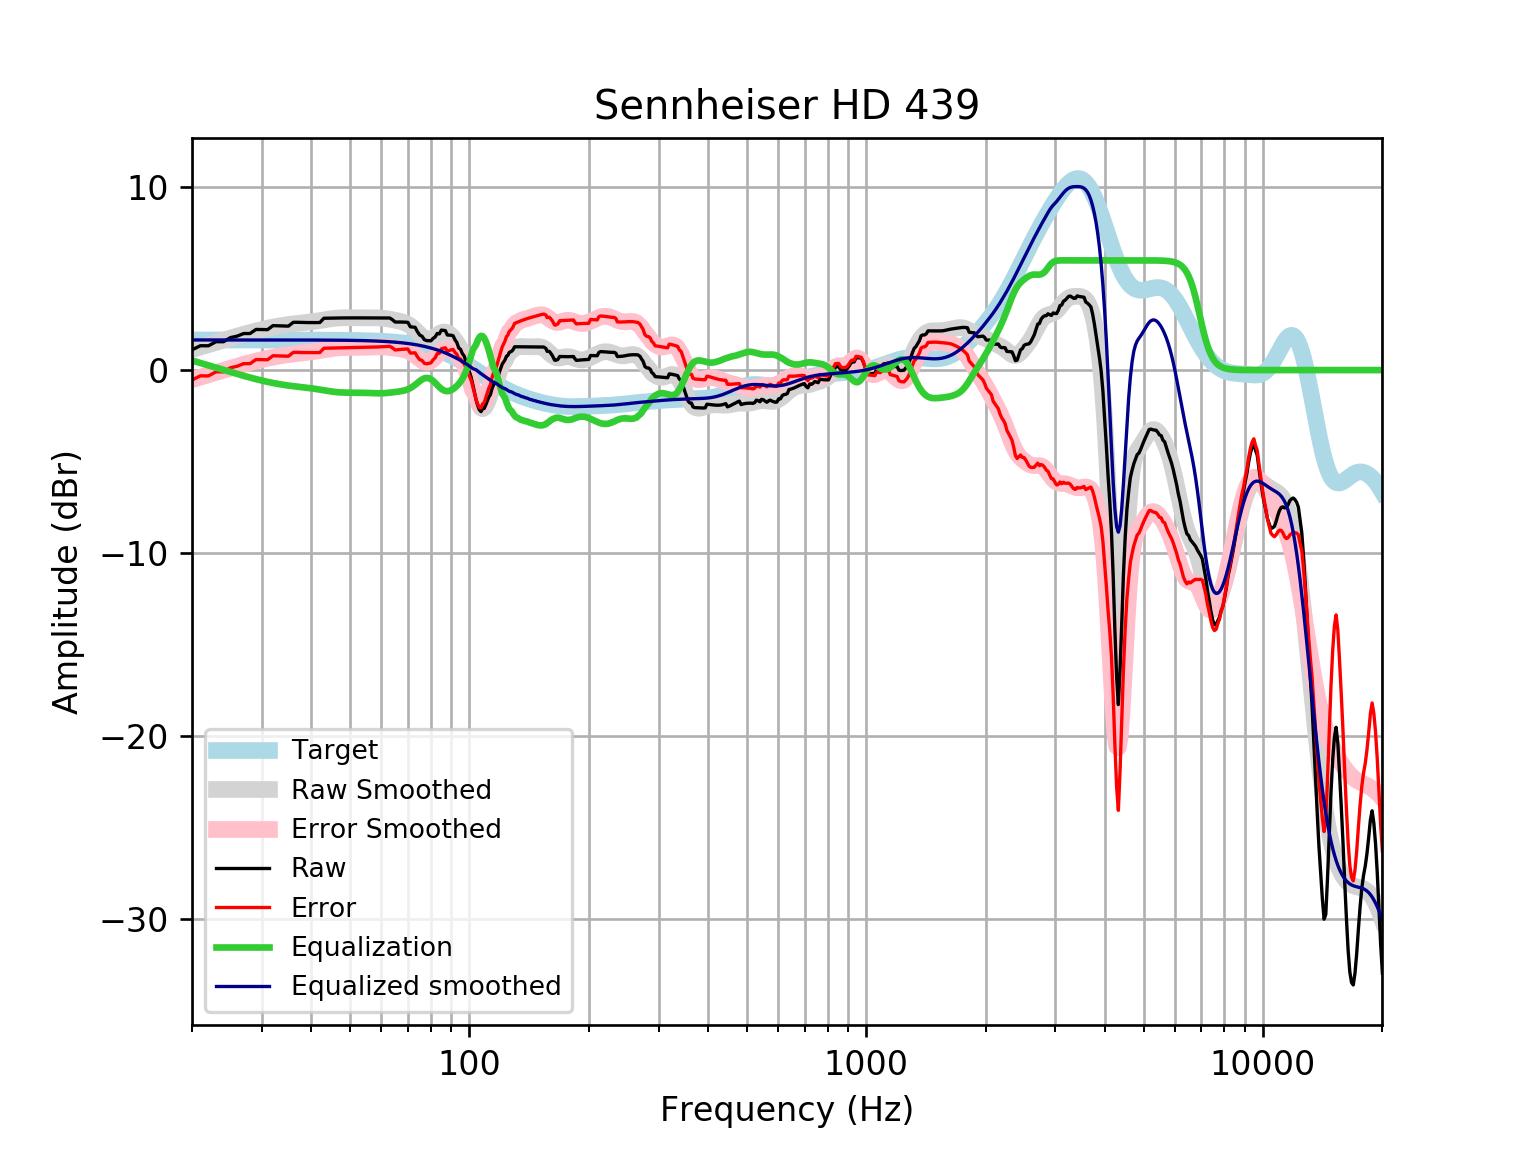 Sennheiser HD 439
10
0
−10
−20
−30
Amplitude (dBr)
Target
Raw Smoothed
Error Smoothed
Raw
Error
Equalization
Equalized smoothed
100
1000
10000
Frequency (Hz)